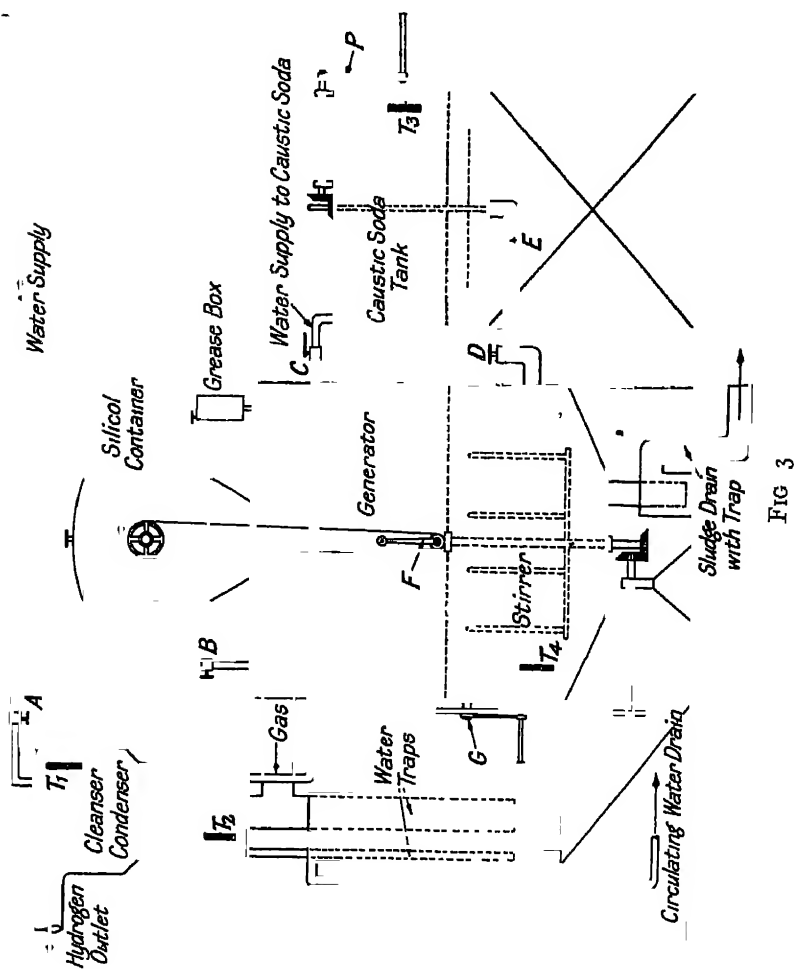 Water Supply
Silicol
Container
Grease Box
Water Supply to Caustic Soda
P
C
Caustic Soda
Tank
T3
E
D
Generator
F
Stirrer
T4
Sludge Drain
with Trap
A
B
T1
Cleanser
Condenser
Hydrogen
Outlet
T2
Gas
Water
Traps
G
Circulating Water Drain
FIG 3